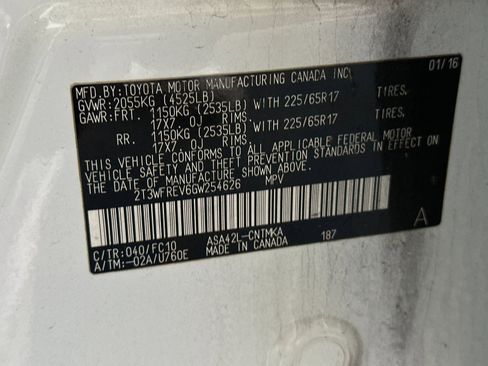 MFD.BY:TOYOTA MOTOR MANUFACTURING CANADA INC. 01/16
GVWR:2055KG (4525LB)
GAWR:FRT. 1150KG (2535LB) WITH 225/65R17 TIRES.
17X7. 0J RIMS.
RR. 1150KG (2535LB) WITH 225/65R17 TIRES.
17X7. 0J RIMS.
THIS VEHICLE CONFORMS TO ALL APPLICABLE FEDERAL MOTOR
VEHICLE SAFETY AND THEFT PREVENTION STANDARDS IN EFFECT
ON THE DATE OF MANUFACTURE SHOWN ABOVE.
2T3WFREV6GW254626 MPV
C/TR:040/FC10 ASA42L-CNTMKA 187 A
A/TM:-02A/U760E MADE IN CANADA